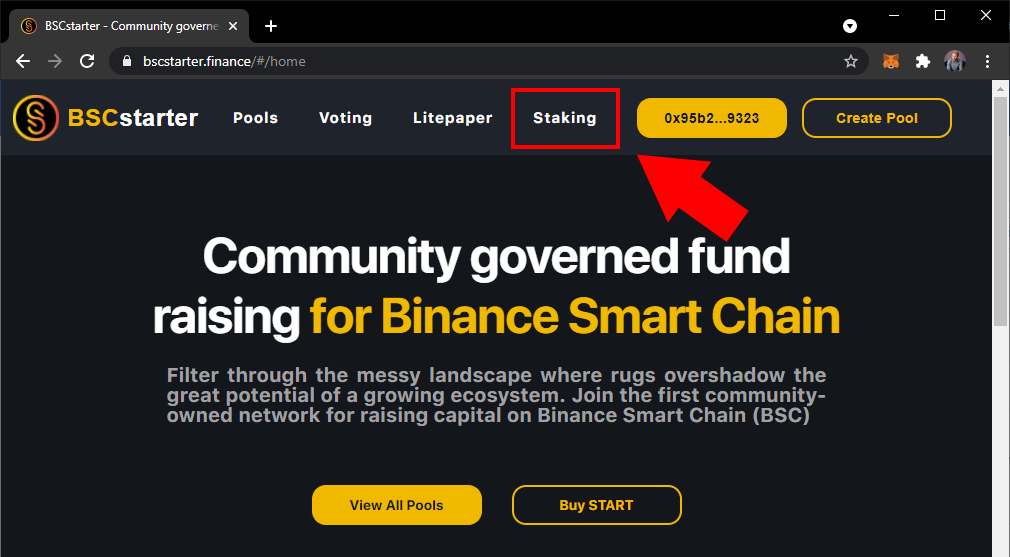 BSCstarter - Community governe
bscstarter.finance/#/home
BSCstarter
Pools
Voting
Litepaper
Staking
0x95b2...9323
Create Pool
Community governed fund
raising for Binance Smart Chain
Filter through the messy landscape where rugs overshadow the
great potential of a growing ecosystem. Join the first community-
owned network for raising capital on Binance Smart Chain (BSC)
View All Pools
Buy START